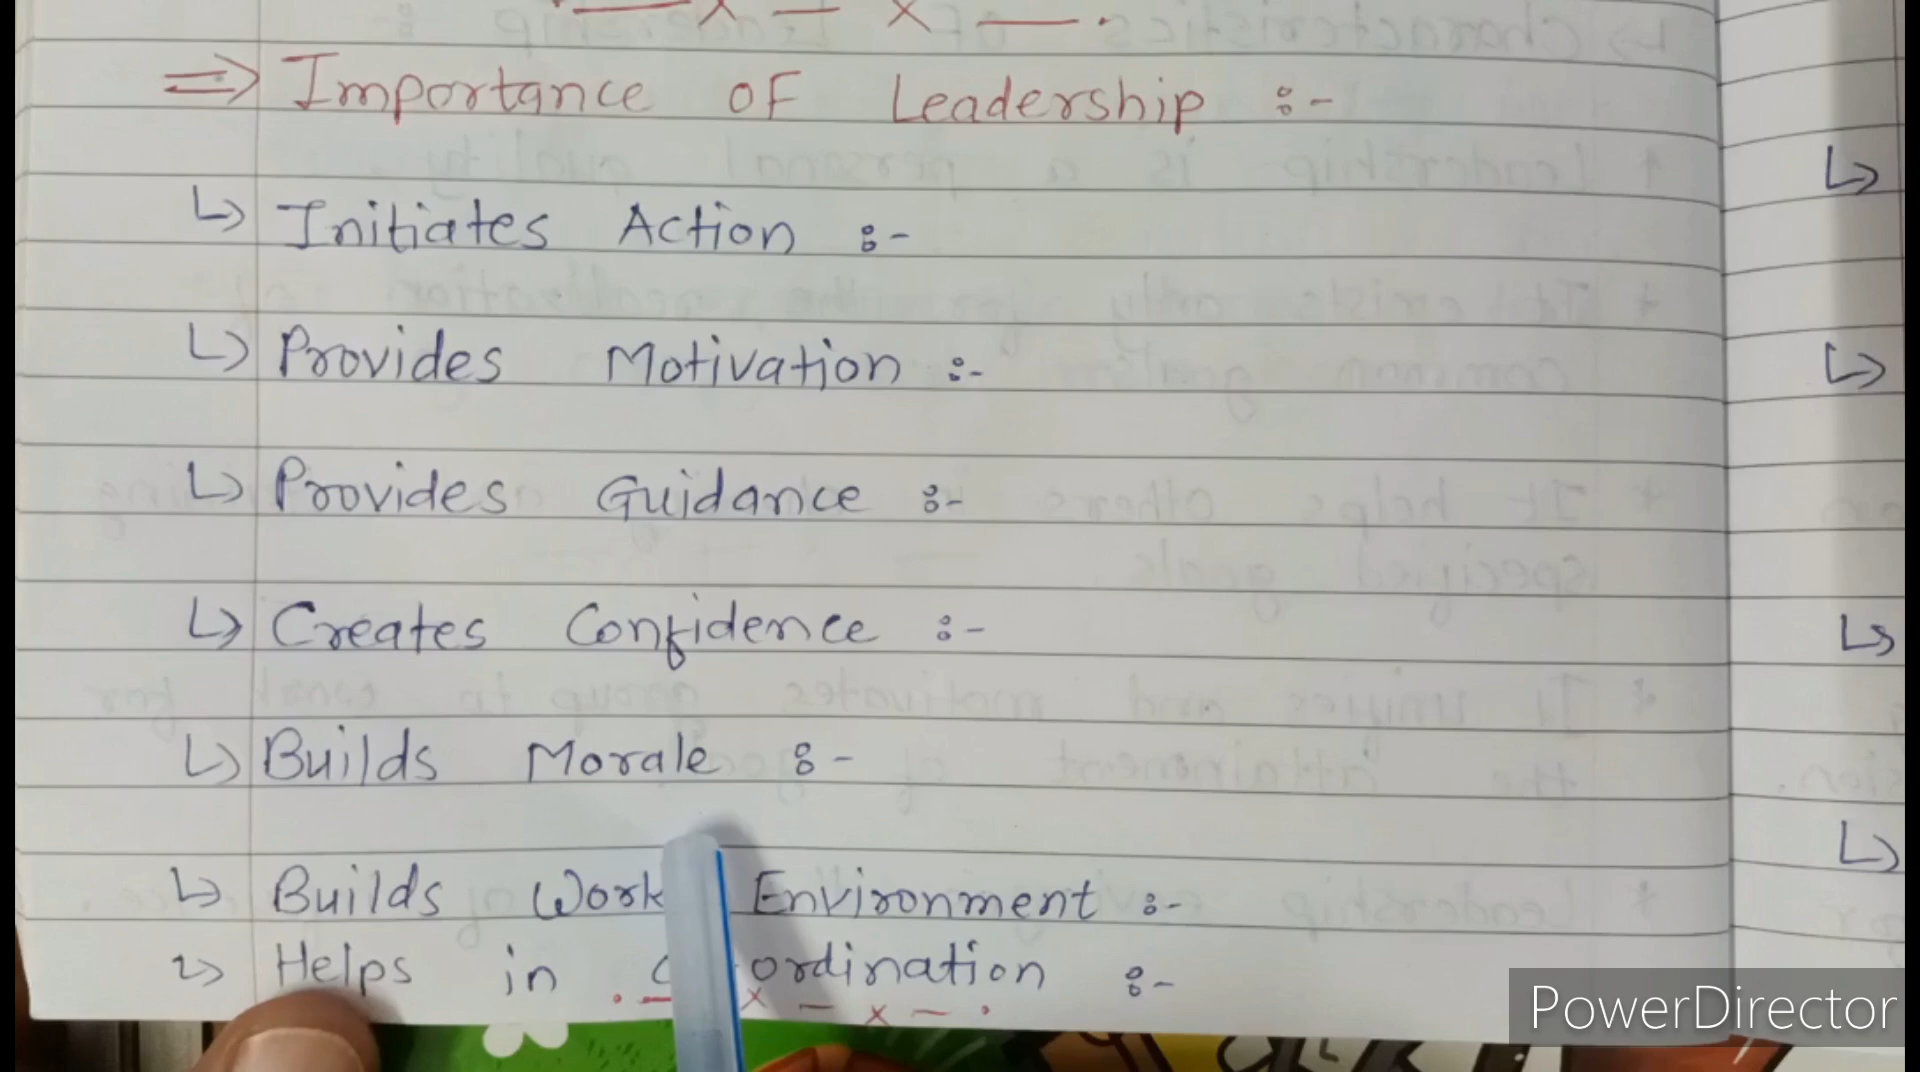 ⇒ Importance OF Leadership :-
↳ Initiates Action :-
↳ Provides Motivation :-
↳ Provides Guidance :-
↳ Creates Confidence :-
↳ Builds Morale :-
↳ Builds Work Environment :-
↳ Helps in ordination :-
PowerDirector